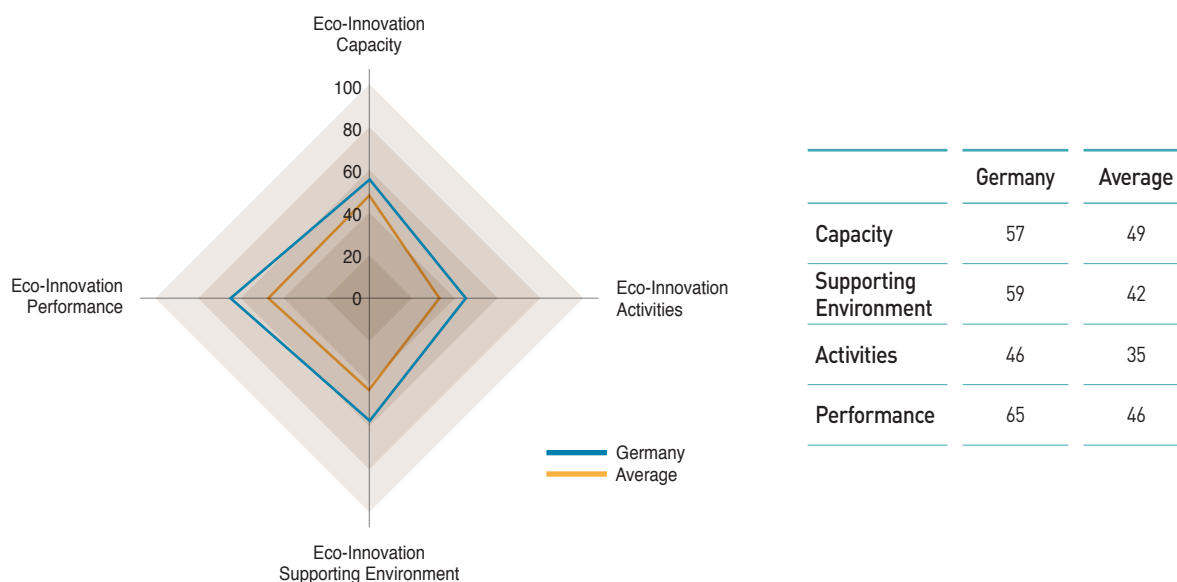 Eco-Innovation
Capacity
100
80
60
40
20
0
Eco-Innovation
Performance
Eco-Innovation
Activities
Eco-Innovation
Supporting Environment
Germany
Average
Germany Average
Capacity 57 49
Supporting
Environment 59 42
Activities 46 35
Performance 65 46